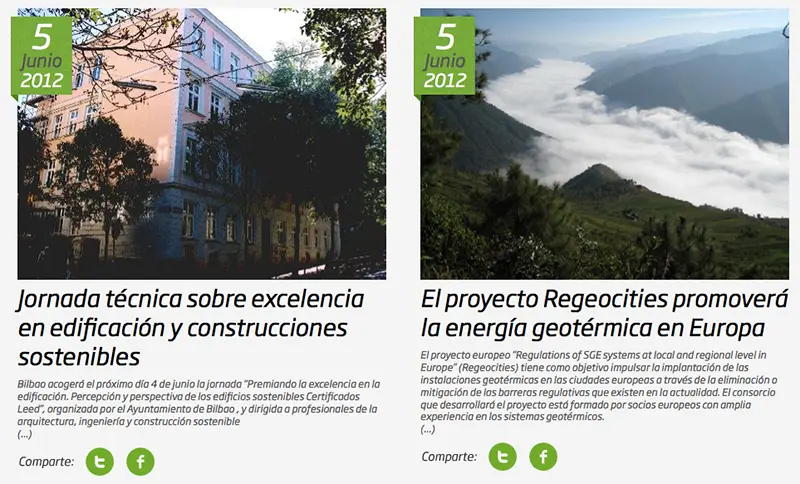 5
Junio
2012
Jornada técnica sobre excelencia
en edificación y construcciones
sostenibles
Bilbao acogerá el próximo día 4 de junio la jornada "Premiando la excelencia en la
edificación. Percepción y perspectiva de los edificios sostenibles Certificados
Leed", organizada por el Ayuntamiento de Bilbao , y dirigida a profesionales de la
arquitectura, ingeniería y construcción sostenible
(...)
Comparte:
5
Junio
2012
El proyecto Regeocities promoverá
la energía geotérmica en Europa
El proyecto europeo "Regulations of SGE systems at local and regional level in
Europe" (Regeocities) tiene como objetivo impulsar la implantación de las
instalaciones geotérmicas en las ciudades europeas a través de la eliminación o
mitigación de las barreras regulativas que existen en la actualidad. El consorcio
que desarrollará el proyecto está formado por socios europeos con amplia
experiencia en los sistemas geotérmicos.
(...)
Comparte: